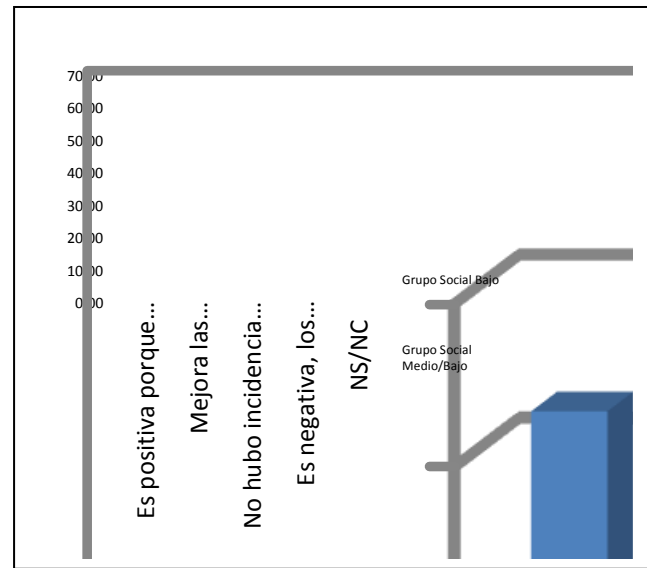 70.00
60.00
50.00
40.00
30.00
20.00
10.00
0.00
Es positiva porque...
Mejora las...
No hubo incidencia...
Es negativa, los...
NS/NC
Grupo Social Bajo
Grupo Social
Medio/Bajo